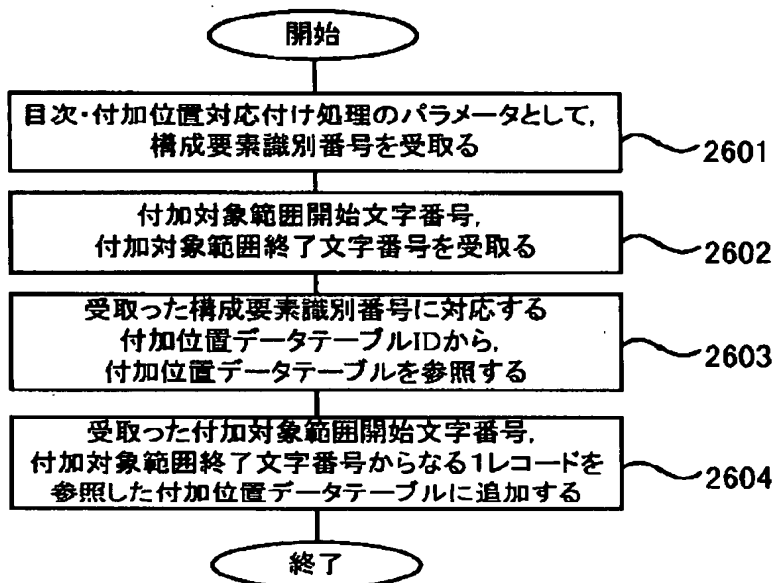 開始
目次・付加位置対応付け処理のパラメータとして,
構成要素識別番号を受取る
2601
付加対象範囲開始文字番号,
付加対象範囲終了文字番号を受取る
2602
受取った構成要素識別番号に対応する
付加位置データテーブルIDから,
付加位置データテーブルを参照する
2603
受取った付加対象範囲開始文字番号,
付加対象範囲終了文字番号からなる1レコードを
参照した付加位置データテーブルに追加する
2604
終了